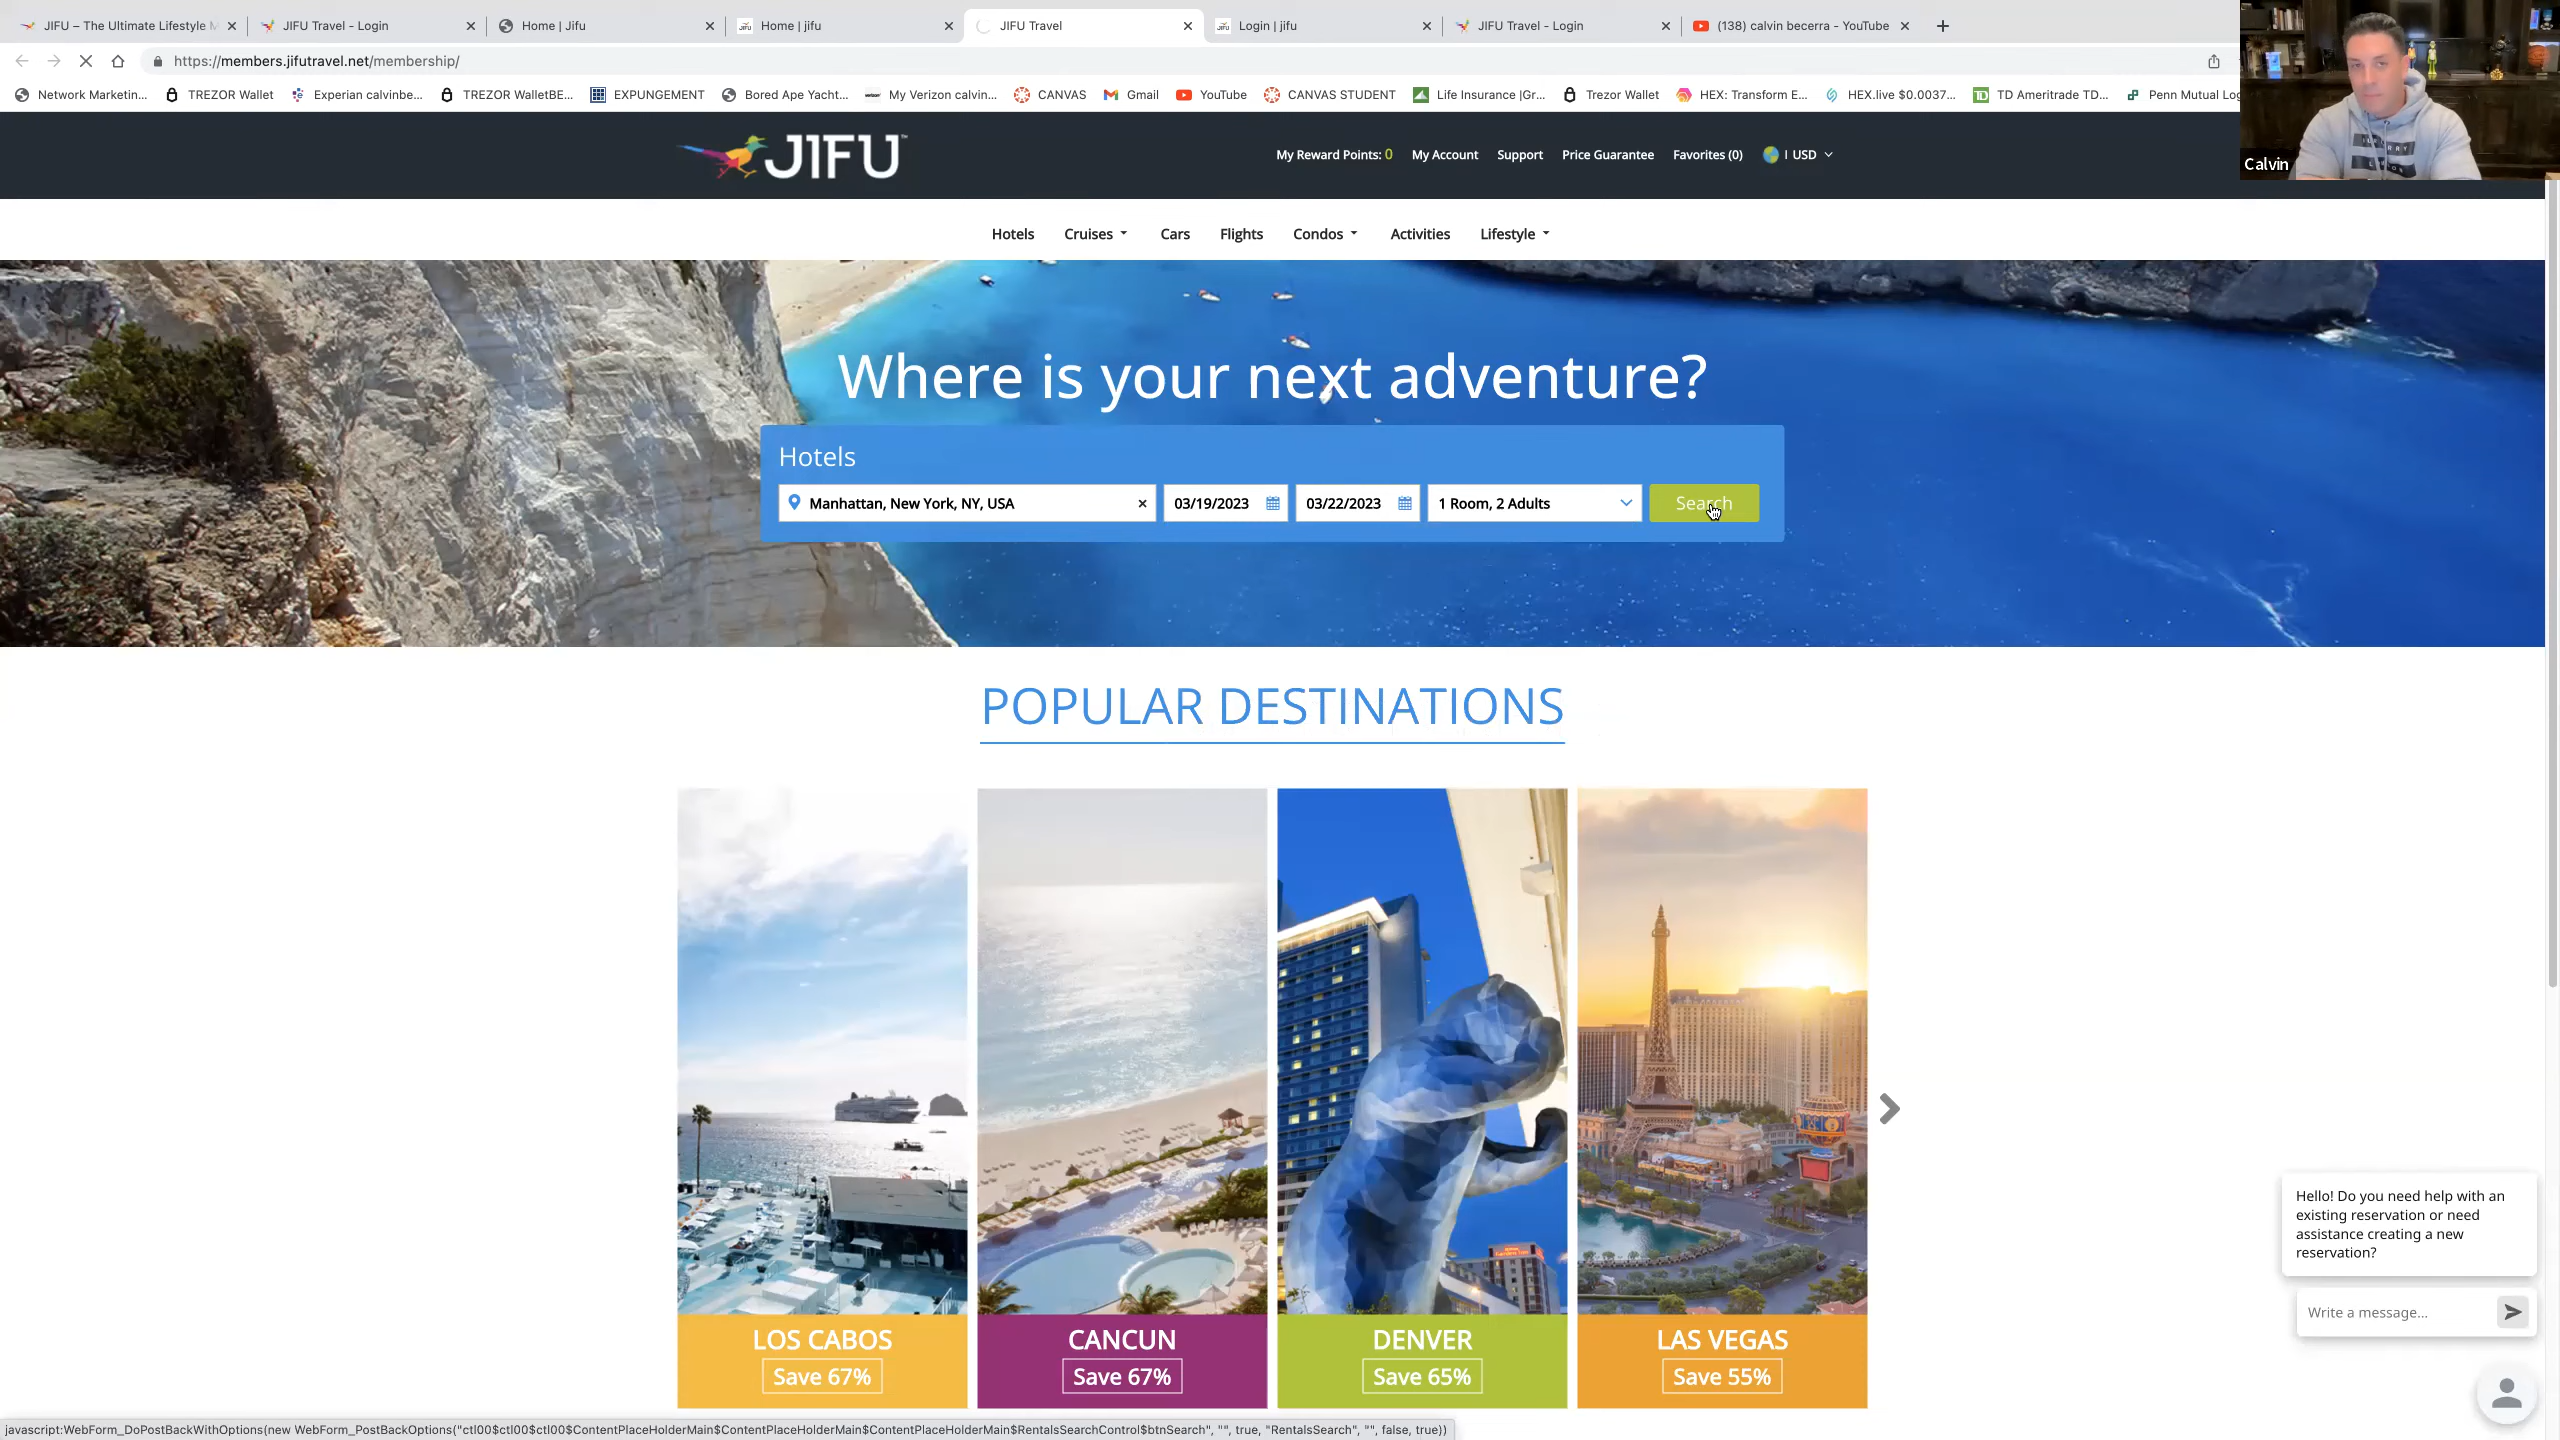 JIFU – The Ultimate Lifestyle M
JIFU Travel - Login
Home | Jifu
Home | jifu
JIFU Travel
Login | jifu
JIFU Travel - Login
(138) calvin becerra - YouTube
https://members.jifutravel.net/membership/
Network Marketin...
TREZOR Wallet
Experian calvinbe...
TREZOR WalletBE...
EXPUNGEMENT
Bored Ape Yacht...
My Verizon calvin...
CANVAS
Gmail
YouTube
CANVAS STUDENT
Life Insurance |Gr...
Trezor Wallet
HEX: Transform E...
HEX.live $0.0037...
TD Ameritrade TD...
Penn Mutual Log
Calvin
JIFU
My Reward Points: 0
My Account
Support
Price Guarantee
Favorites (0)
| USD
Hotels
Cruises
Cars
Flights
Condos
Activities
Lifestyle
Where is your next adventure?
Hotels
Manhattan, New York, NY, USA
03/19/2023
03/22/2023
1 Room, 2 Adults
Search
POPULAR DESTINATIONS
LOS CABOS
Save 67%
CANCUN
Save 67%
DENVER
Save 65%
LAS VEGAS
Save 55%
Hello! Do you need help with an
existing reservation or need
assistance creating a new
reservation?
Write a message...
javascript:WebForm_DoPostBackWithOptions(new WebForm_PostBackOptions("ctl00$ctl00$ctl00$ContentPlaceHolderMain$ContentPlaceHolderMain$ContentPlaceHolderMain$RentalsSearchControl$btnSearch", "", true, "RentalsSearch", "", false, true))